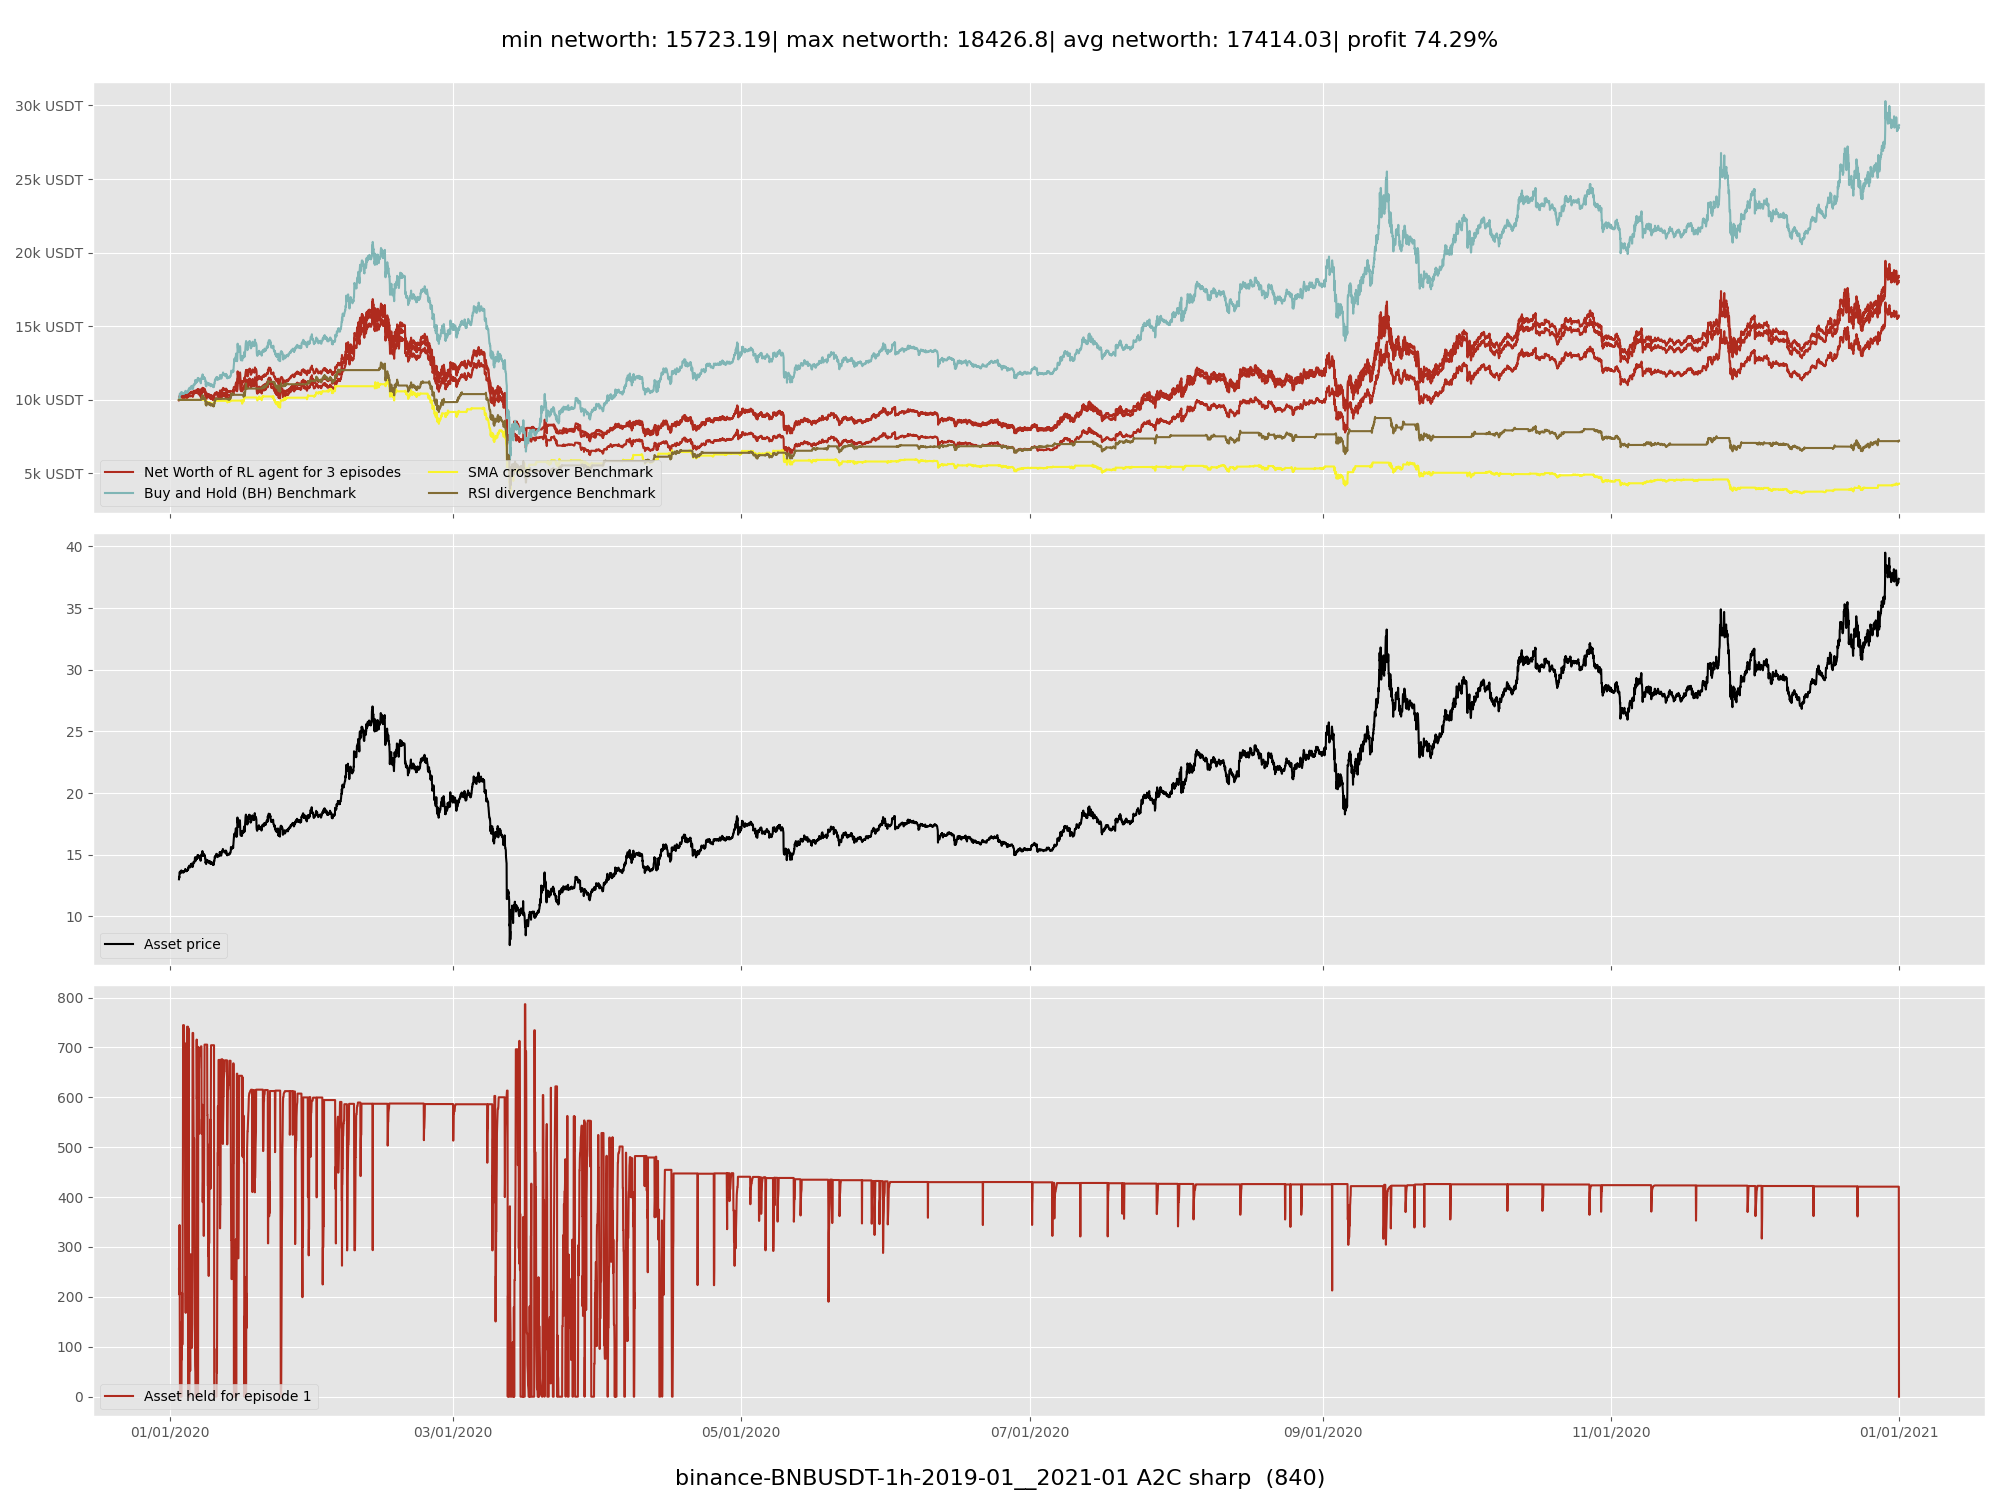 min networth: 15723.19| max networth: 18426.8| avg networth: 17414.03| profit 74.29%
30k USDT
25k USDT
20k USDT
15k USDT
10k USDT
5k USDT
Net Worth of RL agent for 3 episodes
Buy and Hold (BH) Benchmark
SMA crossover Benchmark
RSI divergence Benchmark
40
35
30
25
20
15
10
Asset price
800
700
600
500
400
300
200
100
0
Asset held for episode 1
01/01/2020 03/01/2020 05/01/2020 07/01/2020 09/01/2020 11/01/2020 01/01/2021
binance-BNBUSDT-1h-2019-01__2021-01 A2C sharp (840)